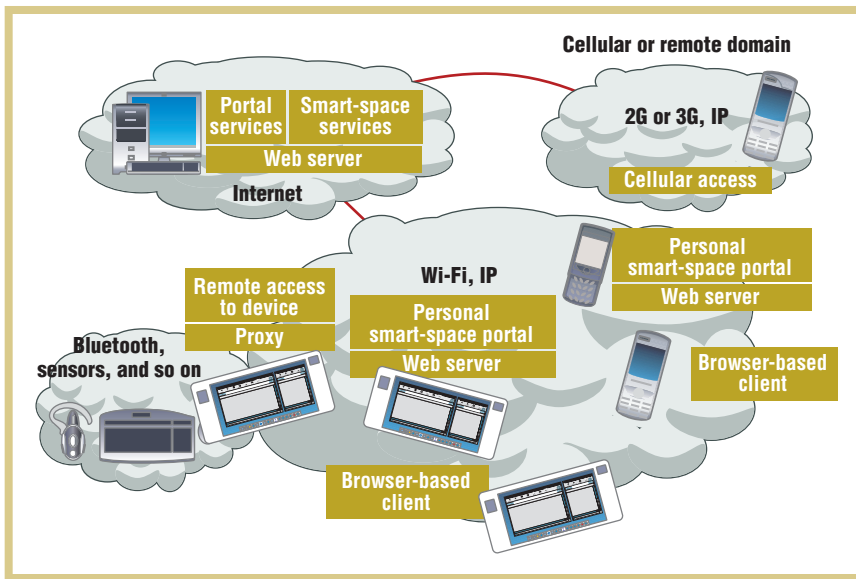 Cellular or remote domain
Portal
services
Smart-space
services
Web server
Internet
2G or 3G, IP
Cellular access
Wi-Fi, IP
Personal
smart-space portal
Web server
Remote access
to device
Proxy
Personal
smart-space portal
Web server
Bluetooth,
sensors, and so on
Browser-based
client
Browser-based
client